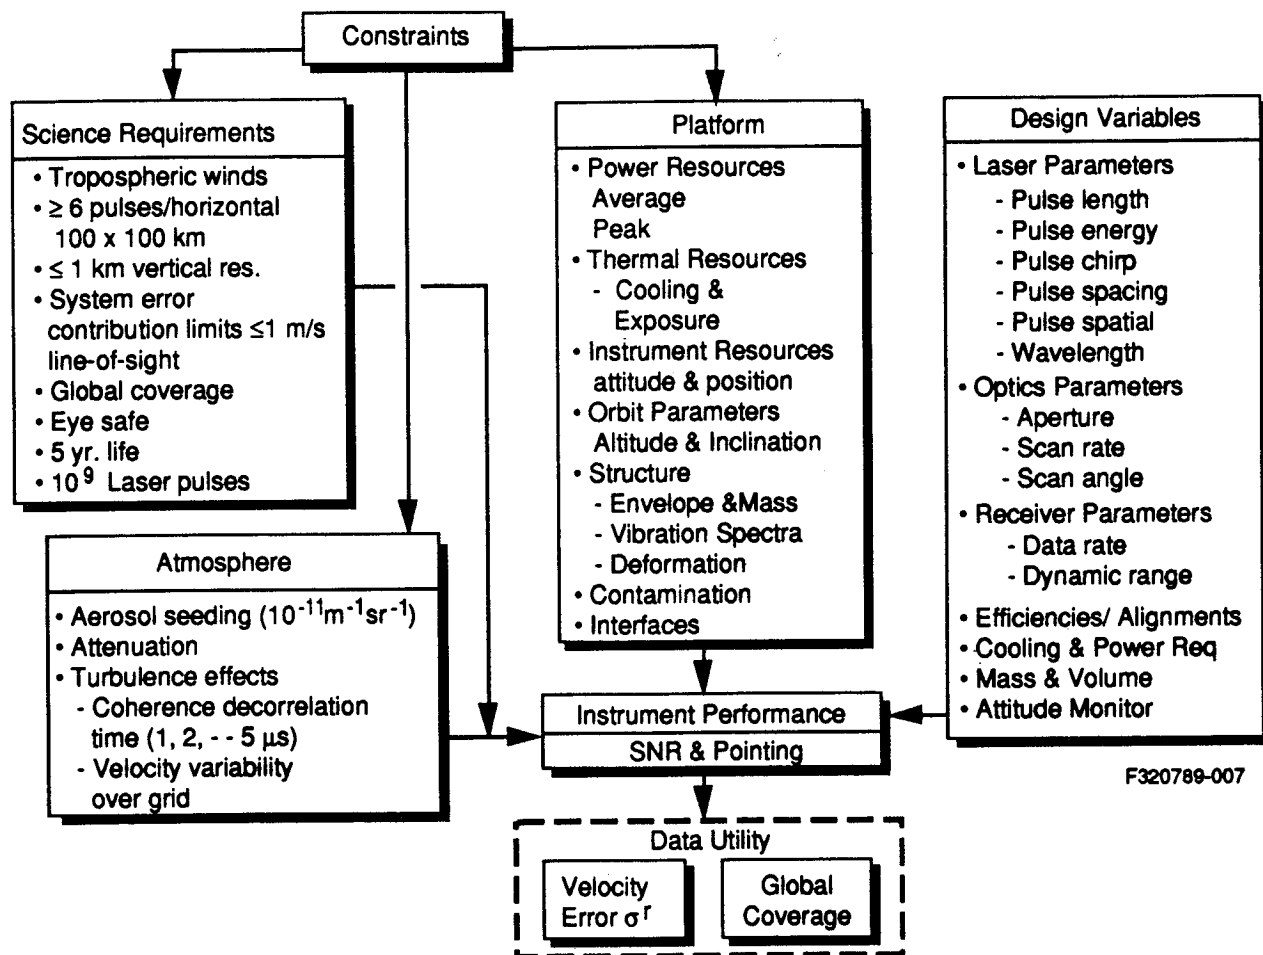 Constraints
Science Requirements
• Tropospheric winds
• ≥ 6 pulses/horizontal
100 x 100 km
• ≤ 1 km vertical res.
• System error
contribution limits ≤1 m/s
line-of-sight
• Global coverage
• Eye safe
• 5 yr. life
• 10⁹ Laser pulses
Atmosphere
• Aerosol seeding (10⁻¹¹m⁻¹sr⁻¹)
• Attenuation
• Turbulence effects
- Coherence decorrelation
time (1, 2, - - 5 µs)
- Velocity variability
over grid
Platform
• Power Resources
Average
Peak
• Thermal Resources
- Cooling &
Exposure
• Instrument Resources
attitude & position
• Orbit Parameters
Altitude & Inclination
• Structure
- Envelope &Mass
- Vibration Spectra
- Deformation
• Contamination
• Interfaces
Design Variables
• Laser Parameters
- Pulse length
- Pulse energy
- Pulse chirp
- Pulse spacing
- Pulse spatial
- Wavelength
• Optics Parameters
- Aperture
- Scan rate
- Scan angle
• Receiver Parameters
- Data rate
- Dynamic range
• Efficiencies/ Alignments
• Cooling & Power Req
• Mass & Volume
• Attitude Monitor
Instrument Performance
SNR & Pointing
F320789-007
Data Utility
Velocity
Error σʳ
Global
Coverage